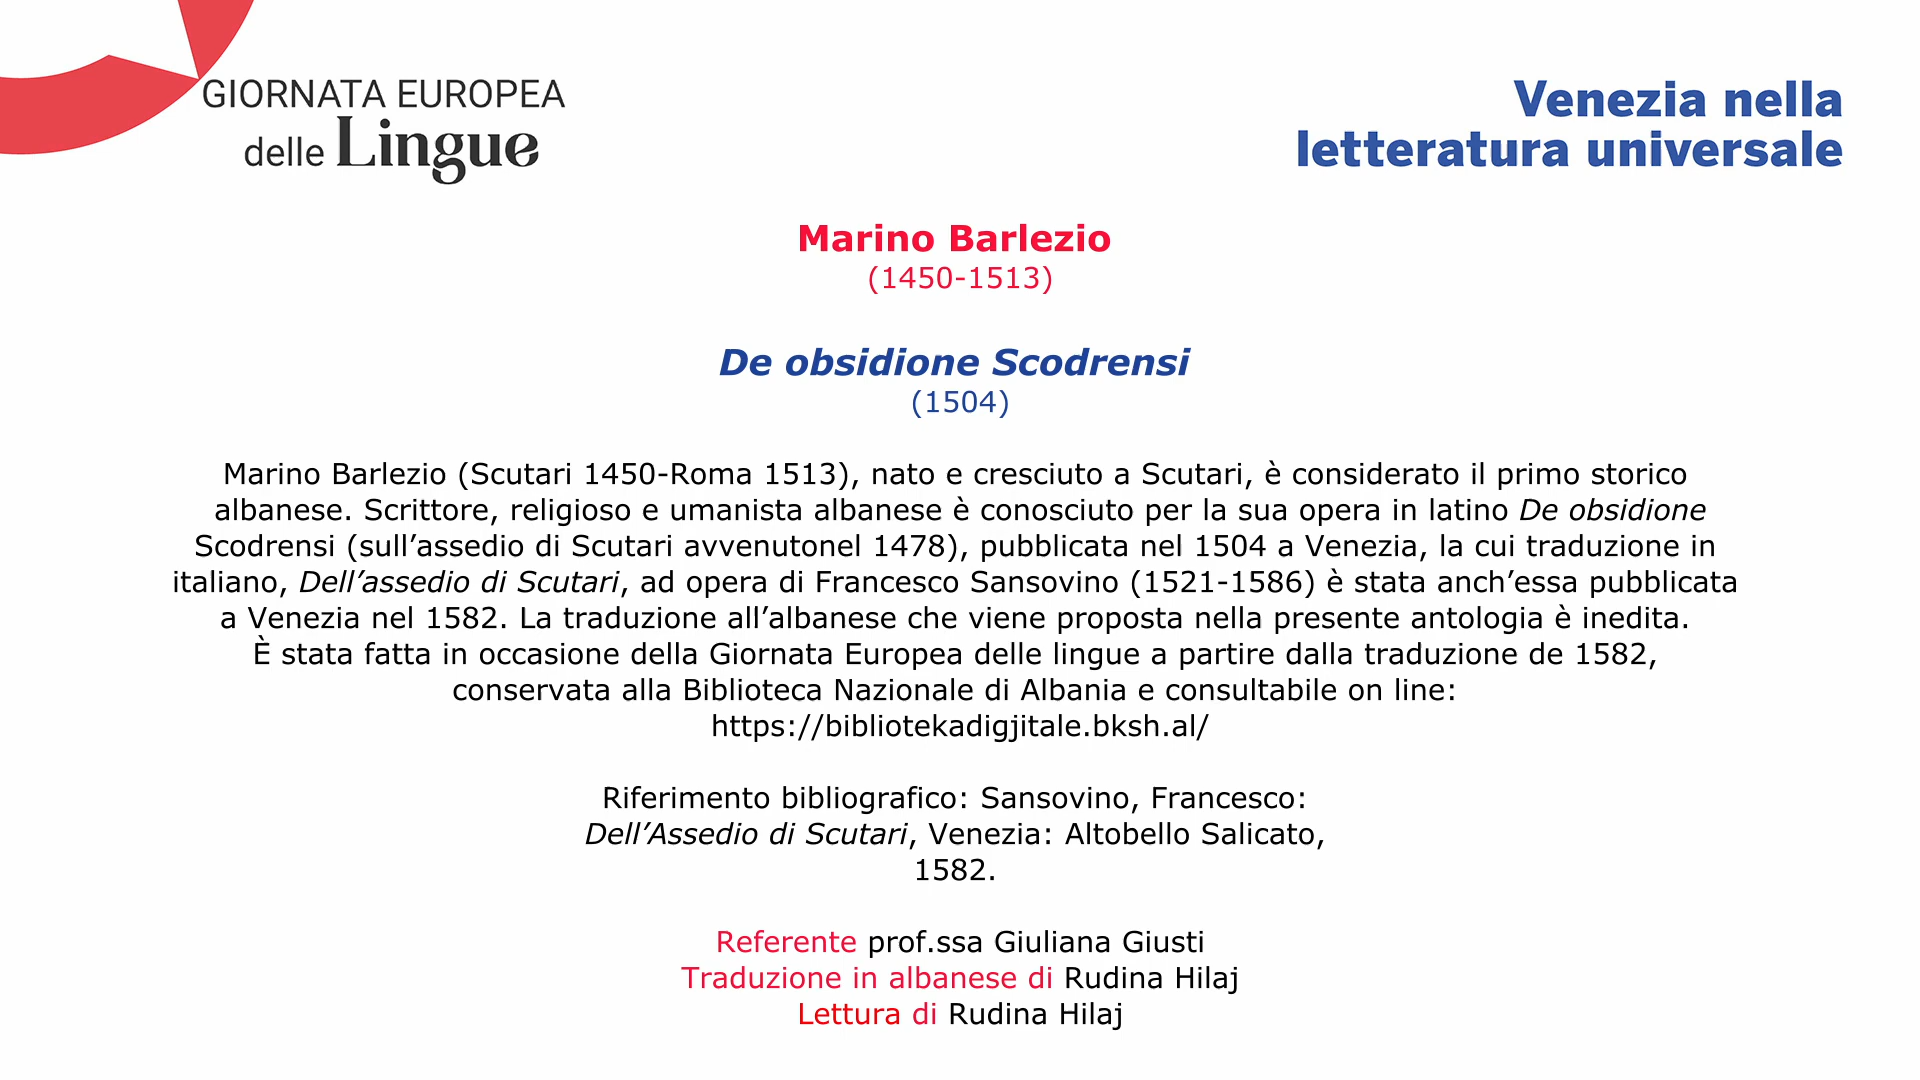 GIORNATA EUROPEA
delle Lingue
Venezia nella
letteratura universale
Marino Barlezio
(1450-1513)
De obsidione Scodrensi
(1504)
Marino Barlezio (Scutari 1450-Roma 1513), nato e cresciuto a Scutari, è considerato il primo storico
albanese. Scrittore, religioso e umanista albanese è conosciuto per la sua opera in latino De obsidione
Scodrensi (sull’assedio di Scutari avvenutonel 1478), pubblicata nel 1504 a Venezia, la cui traduzione in
italiano, Dell’assedio di Scutari, ad opera di Francesco Sansovino (1521-1586) è stata anch’essa pubblicata
a Venezia nel 1582. La traduzione all’albanese che viene proposta nella presente antologia è inedita.
È stata fatta in occasione della Giornata Europea delle lingue a partire dalla traduzione de 1582,
conservata alla Biblioteca Nazionale di Albania e consultabile on line:
https://bibliotekadigjitale.bksh.al/
Riferimento bibliografico: Sansovino, Francesco:
Dell’Assedio di Scutari, Venezia: Altobello Salicato,
1582.
Referente prof.ssa Giuliana Giusti
Traduzione in albanese di Rudina Hilaj
Lettura di Rudina Hilaj